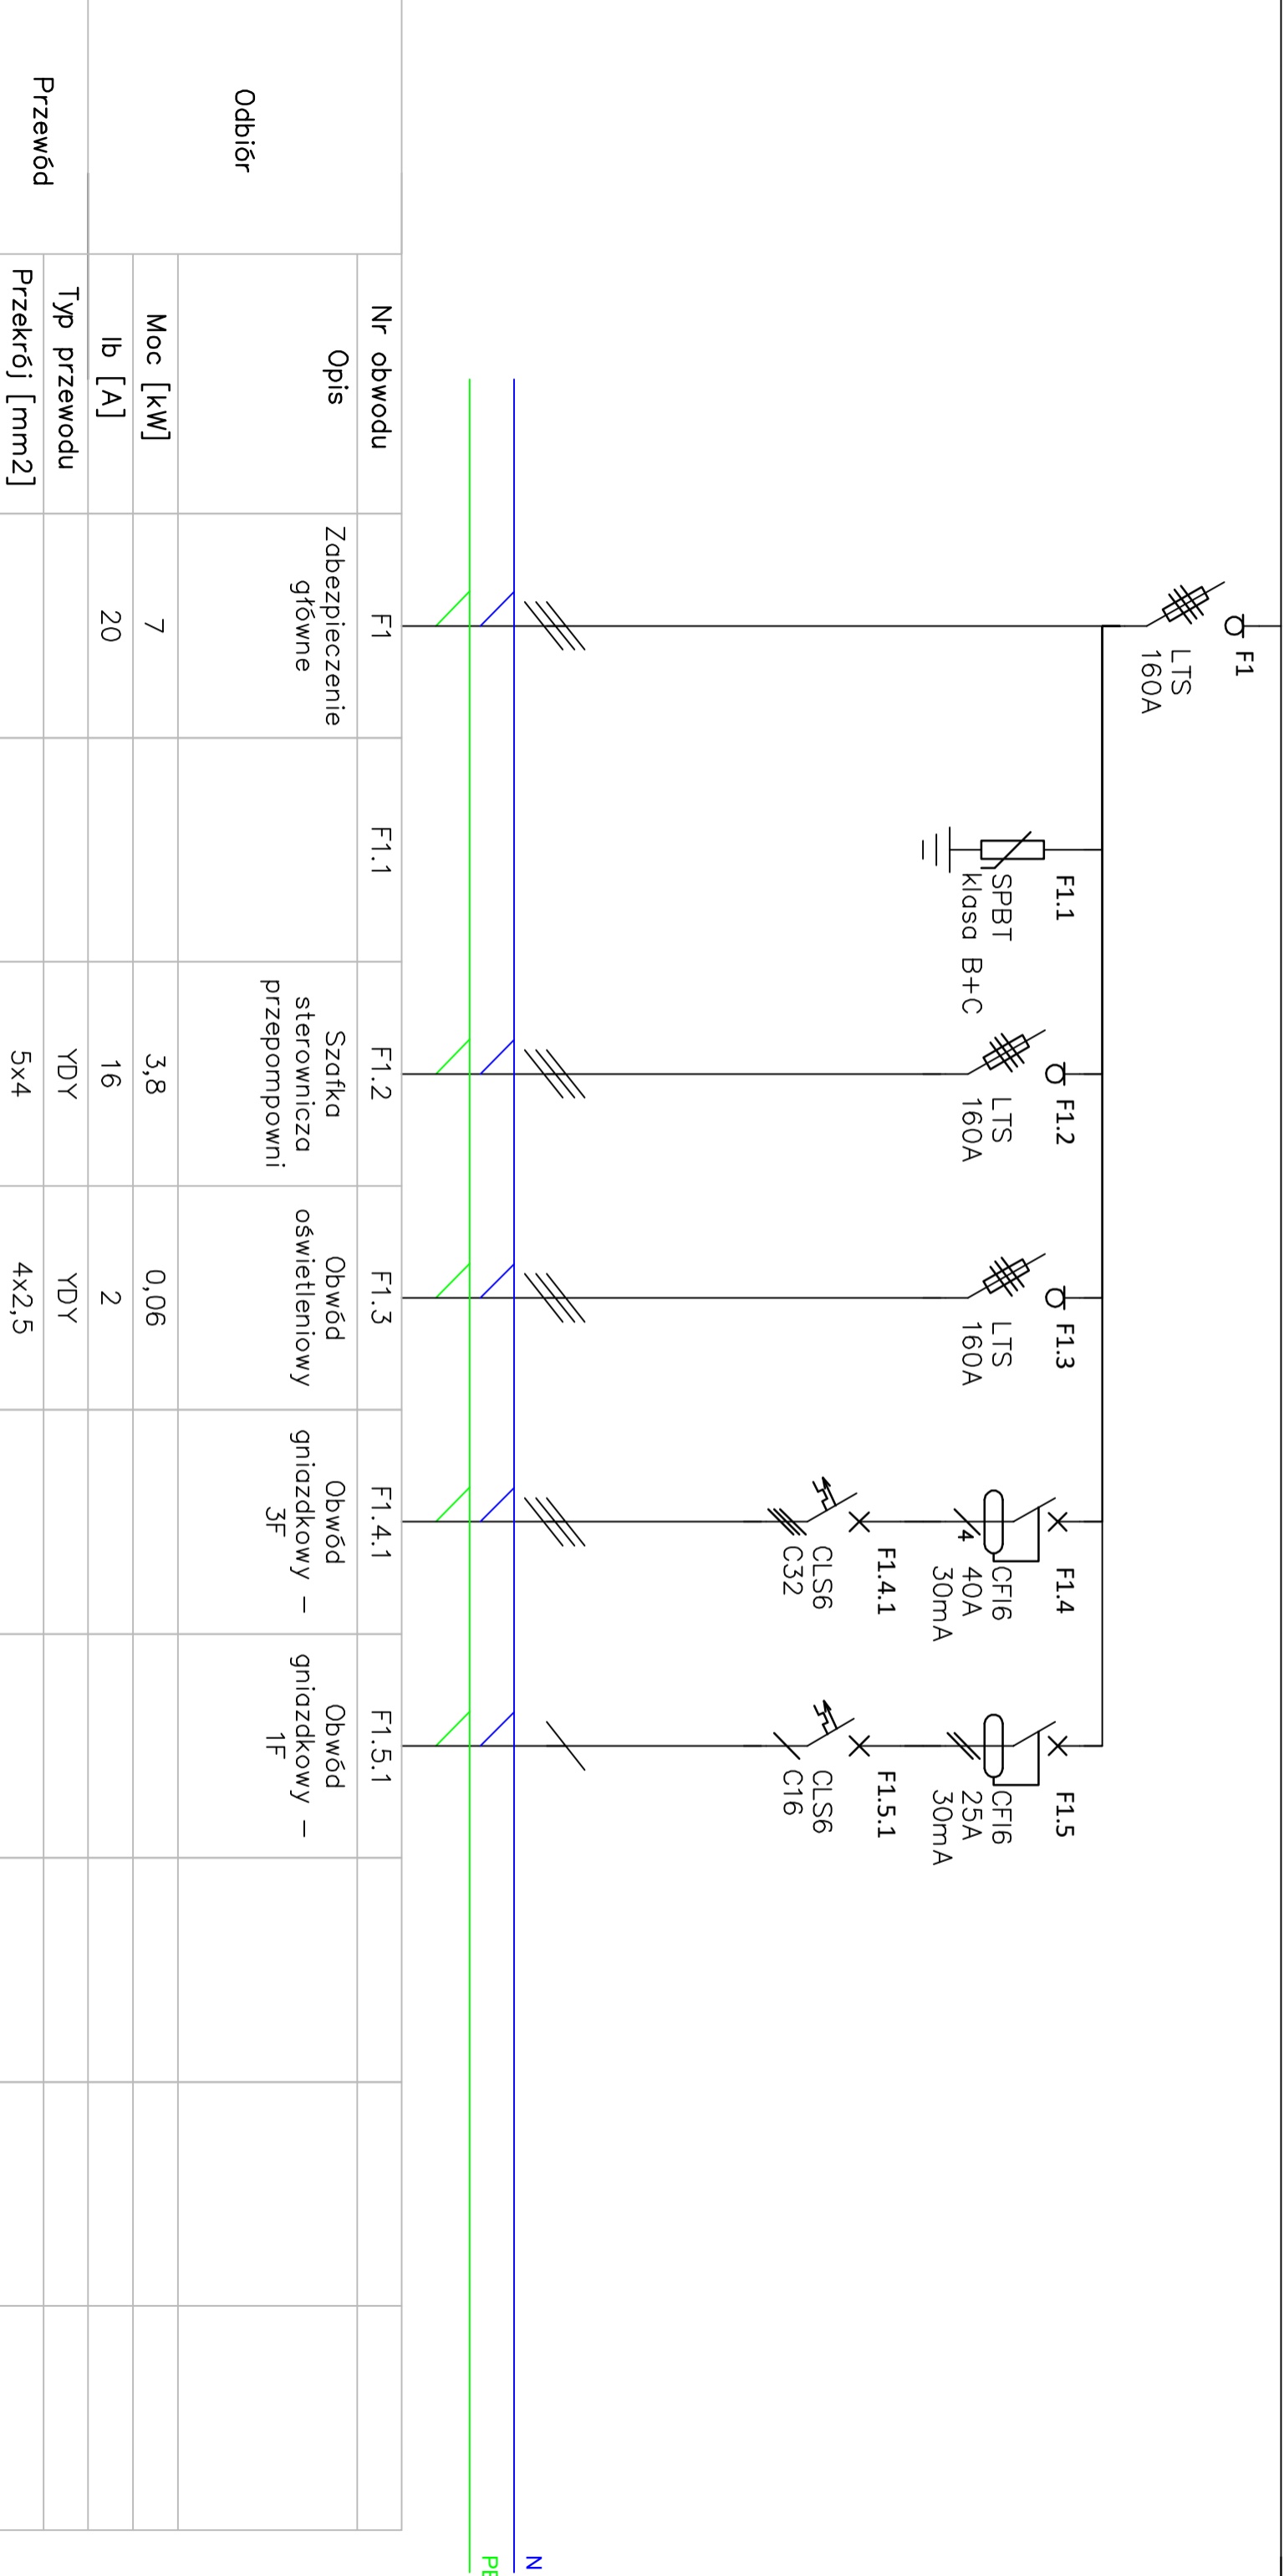 F1
LTS
160A
F1.1
SPBT
klasa B+C
F1.2
LTS
160A
F1.3
LTS
160A
F1.4
CFI6
40A
30mA
4
F1.5
CFI6
25A
30mA
F1.4.1
CLS6
C32
F1.5.1
CLS6
C16
N
PE
Nr obwodu F1 F1.1 F1.2 F1.3 F1.4.1 F1.5.1
Odbiór
Opis
Zabezpieczenie
główne
Szafka
sterownicza
przepompowni
Obwód
oświetleniowy
Obwód
gniazdkowy –
3F
Obwód
gniazdkowy –
1F
Moc [kW] 7 3,8 0,06
Ib [A] 20 16 2
Przewód
Typ przewodu YDY YDY
Przekrój [mm2] 5x4 4x2,5